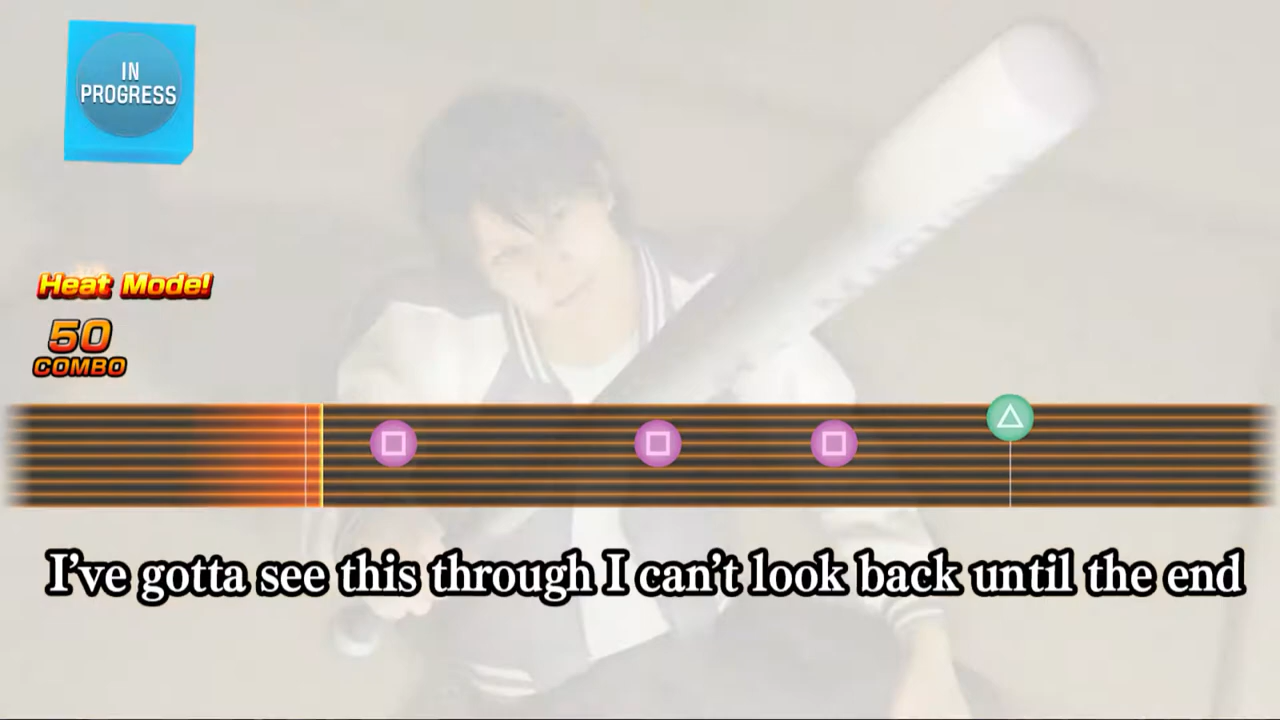 IN
PROGRESS
Heat Mode!
50
COMBO
I've gotta see this through I can't look back until the end